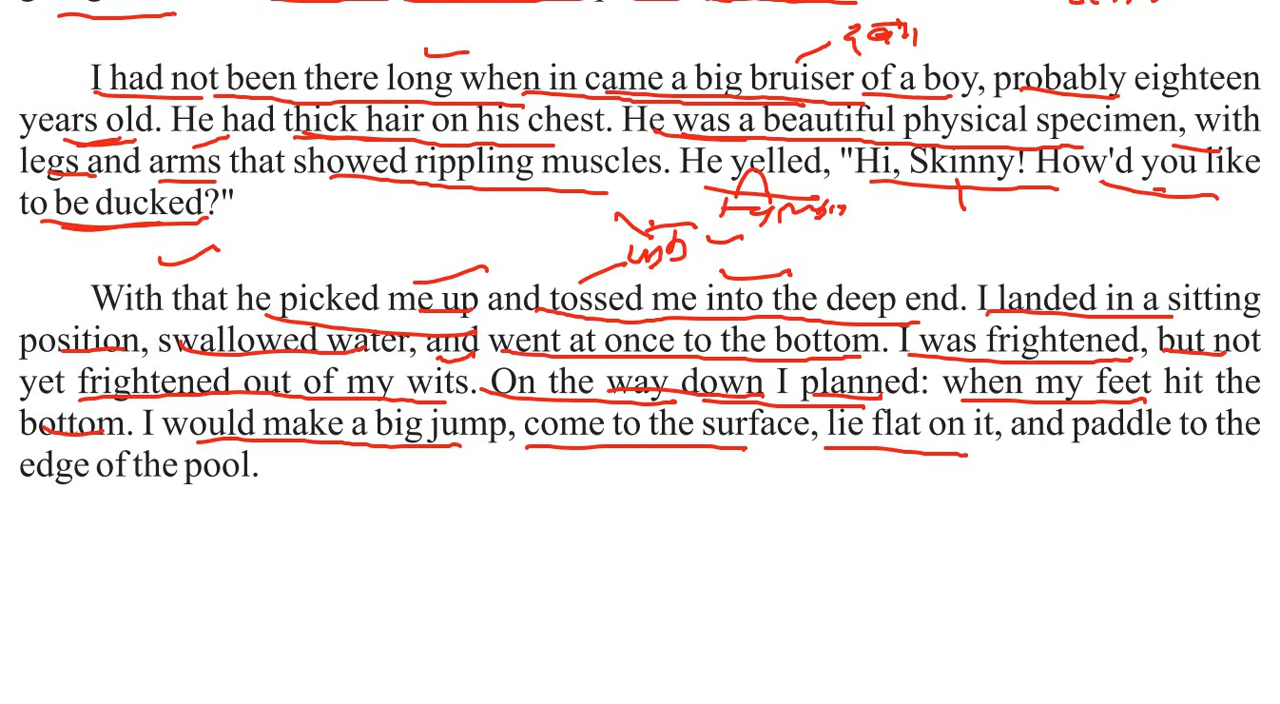 I had not been there long when in came a big bruiser of a boy, probably eighteen
years old. He had thick hair on his chest. He was a beautiful physical specimen, with
legs and arms that showed rippling muscles. He yelled, "Hi, Skinny! How'd you like
to be ducked?"
With that he picked me up and tossed me into the deep end. I landed in a sitting
position, swallowed water, and went at once to the bottom. I was frightened, but not
yet frightened out of my wits. On the way down I planned: when my feet hit the
bottom. I would make a big jump, come to the surface, lie flat on it, and paddle to the
edge of the pool.